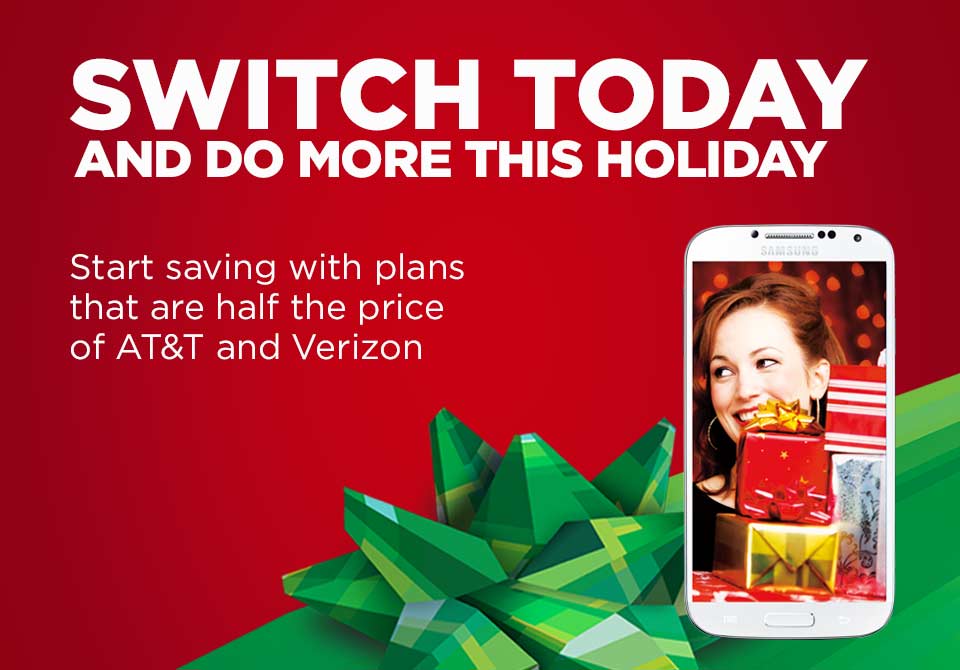 SWITCH TODAY
AND DO MORE THIS HOLIDAY
Start saving with plans
that are half the price
of AT&T and Verizon
SAMSUNG